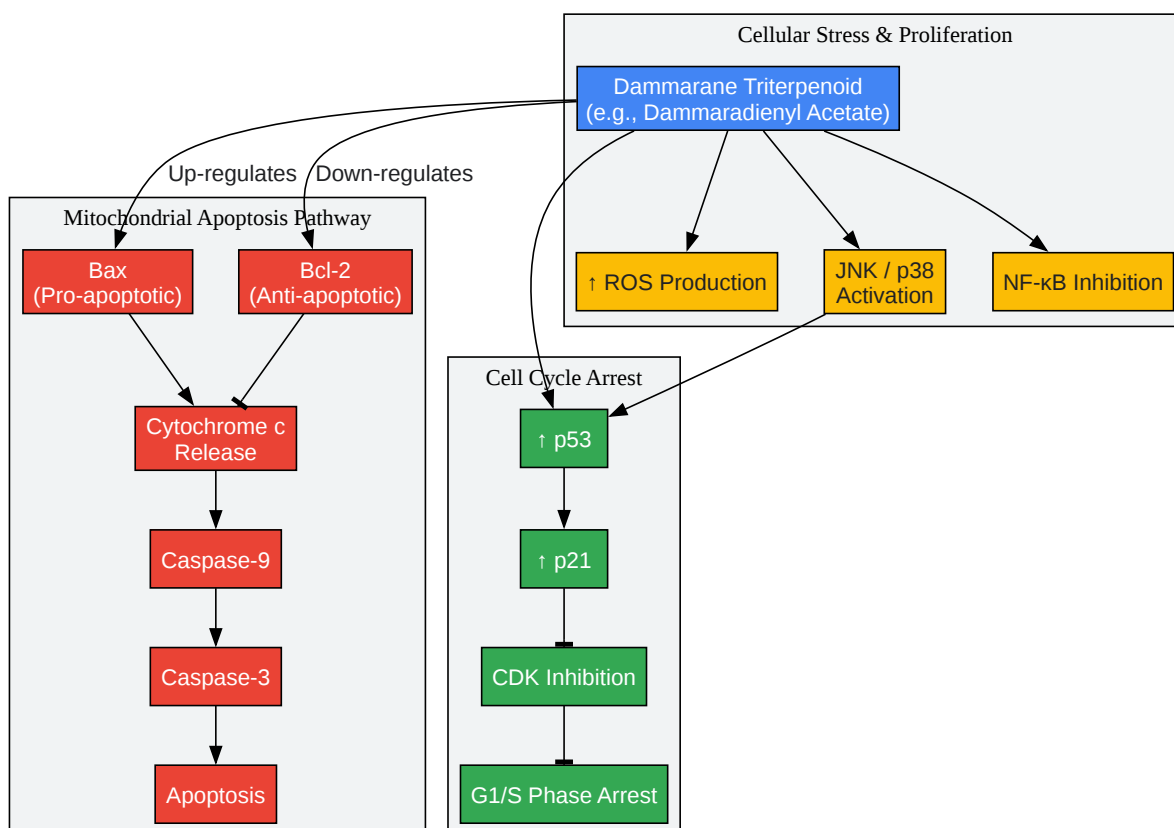 Cellular Stress & Proliferation
Dammarane Triterpenoid
(e.g., Dammaradienyl Acetate)
Up-regulates
Down-regulates
Mitochondrial Apoptosis Pathway
Bax
(Pro-apoptotic)
Bcl-2
(Anti-apoptotic)
↑ ROS Production
JNK / p38
Activation
NF-κB Inhibition
Cell Cycle Arrest
Cytochrome c
Release
↑ p53
Caspase-9
↑ p21
Caspase-3
CDK Inhibition
Apoptosis
G1/S Phase Arrest